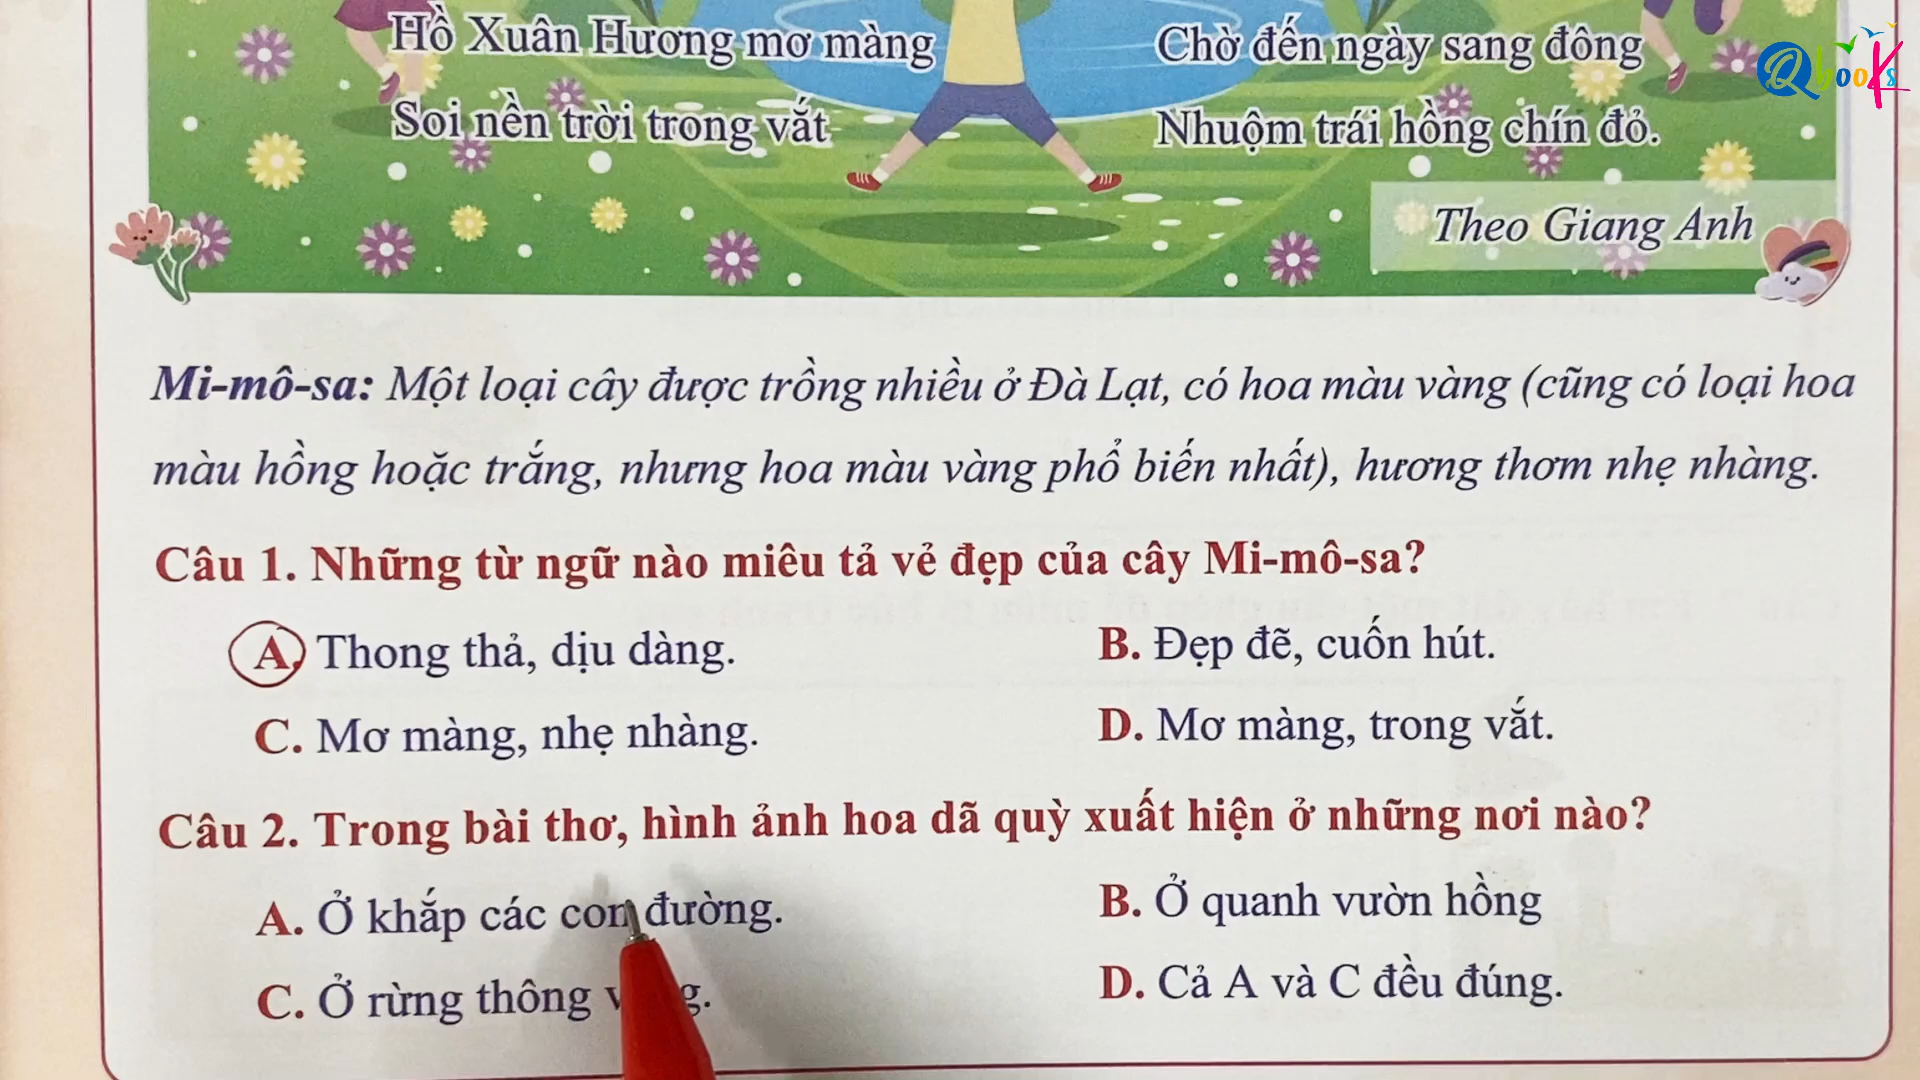 Hồ Xuân Hương mơ màng
Soi nền trời trong vắt
Chờ đến ngày sang đông
Nhuộm trái hồng chín đỏ.
Theo Giang Anh
Qbooks
Mi-mô-sa: Một loại cây được trồng nhiều ở Đà Lạt, có hoa màu vàng (cũng có loại hoa
màu hồng hoặc trắng, nhưng hoa màu vàng phổ biến nhất), hương thơm nhẹ nhàng.
Câu 1. Những từ ngữ nào miêu tả vẻ đẹp của cây Mi-mô-sa?
A. Thong thả, dịu dàng.
B. Đẹp đẽ, cuốn hút.
C. Mơ màng, nhẹ nhàng.
D. Mơ màng, trong vắt.
Câu 2. Trong bài thơ, hình ảnh hoa dã quỳ xuất hiện ở những nơi nào?
A. Ở khắp các con đường.
B. Ở quanh vườn hồng
C. Ở rừng thông
D. Cả A và C đều đúng.